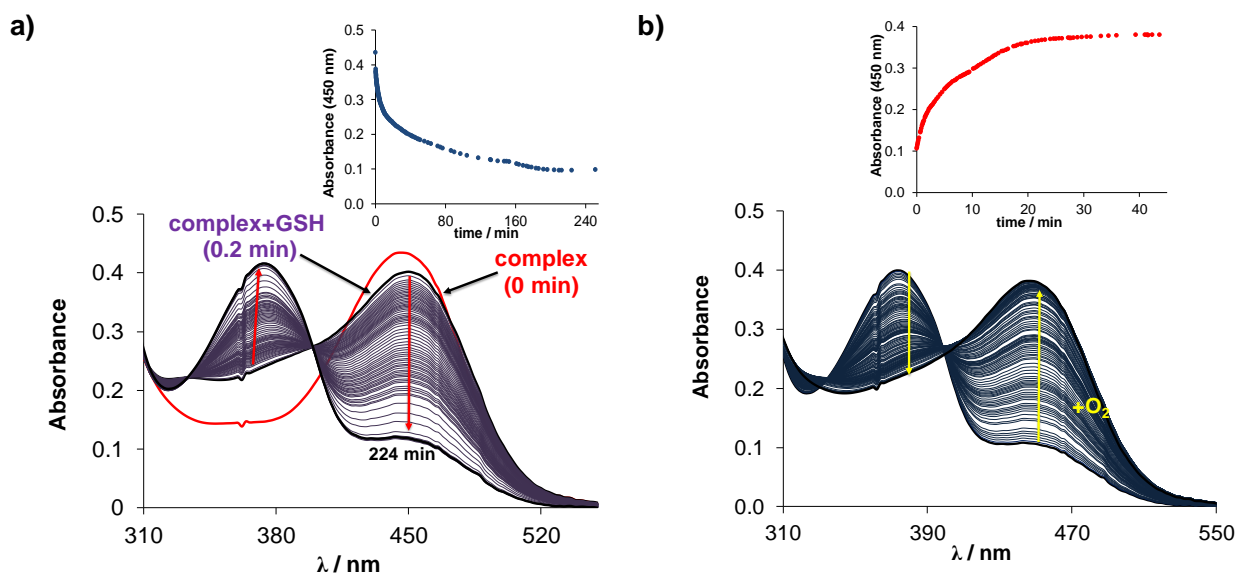 a)
Absorbance (450 nm)
0.5
0.4
0.3
0.2
0.1
0.0
0 80 160 240
time / min
complex+GSH
(0.2 min)
complex
(0 min)
224 min
Absorbance
0.5
0.4
0.3
0.2
0.1
0
310 380 450 520
λ / nm
b)
Absorbance (450 nm)
0.4
0.3
0.2
0.1
0.0
0 10 20 30 40
time / min
+O₂
Absorbance
0.5
0.4
0.3
0.2
0.1
0.0
310 390 470 550
λ / nm